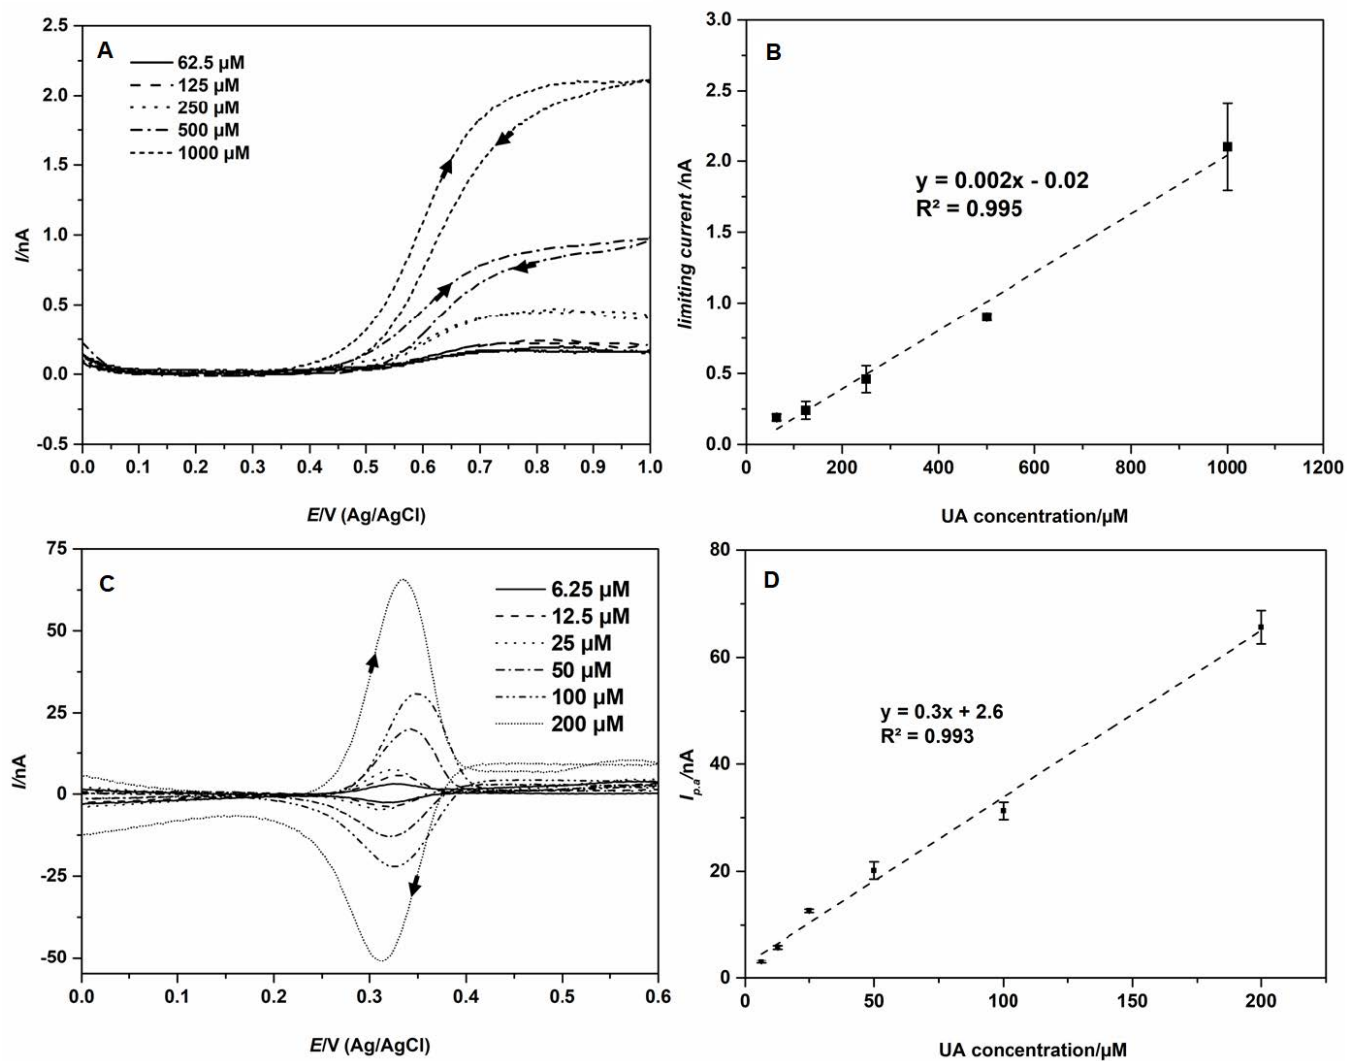 A
62.5 µM
125 µM
250 µM
500 µM
1000 µM
2.5
2.0
1.5
1.0
0.5
0.0
-0.5
I/nA
0.0 0.1 0.2 0.3 0.4 0.5 0.6 0.7 0.8 0.9 1.0
E/V (Ag/AgCl)
B
3.0
2.5
2.0
1.5
1.0
0.5
0.0
limiting current /nA
y = 0.002x - 0.02
R² = 0.995
0 200 400 600 800 1000 1200
UA concentration/µM
C
6.25 µM
12.5 µM
25 µM
50 µM
100 µM
200 µM
75
50
25
0
-25
-50
I/nA
0.0 0.1 0.2 0.3 0.4 0.5 0.6
E/V (Ag/AgCl)
D
80
60
40
20
0
Ip.a/nA
y = 0.3x + 2.6
R² = 0.993
0 50 100 150 200
UA concentration/µM